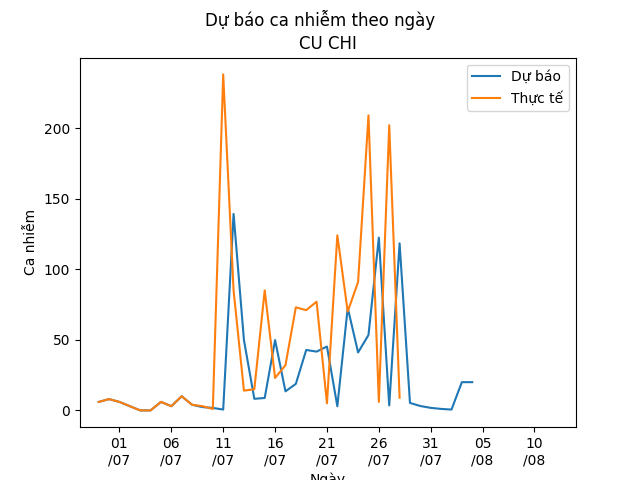 Dự báo ca nhiễm theo ngày
CU CHI
Dự báo
Thực tế
Ca nhiễm
200
150
100
50
0
01 06 11 16 21 26 31 05 10
/07 /07 /07 /07 /07 /07 /07 /08 /08
Ngày